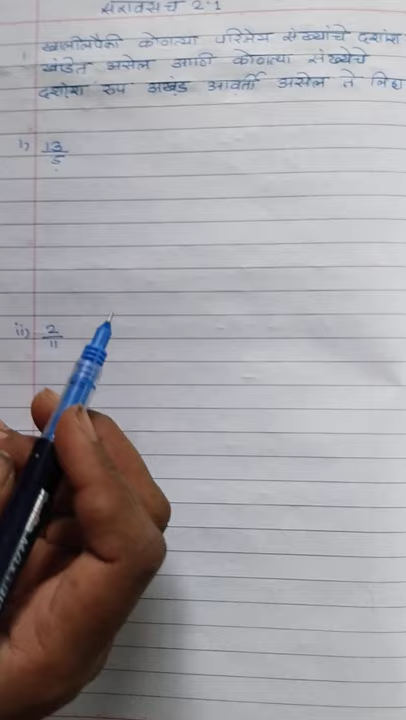 सरावसंच 2.1
खालीलपैकी कोणत्या परिमेय संख्यांचे दशांश
खंडित असेल आणि कोणत्या संख्येचे
दशांश रूप अखंड आवर्ती असेल ते लिहा
i) 13/5
ii) 2/11